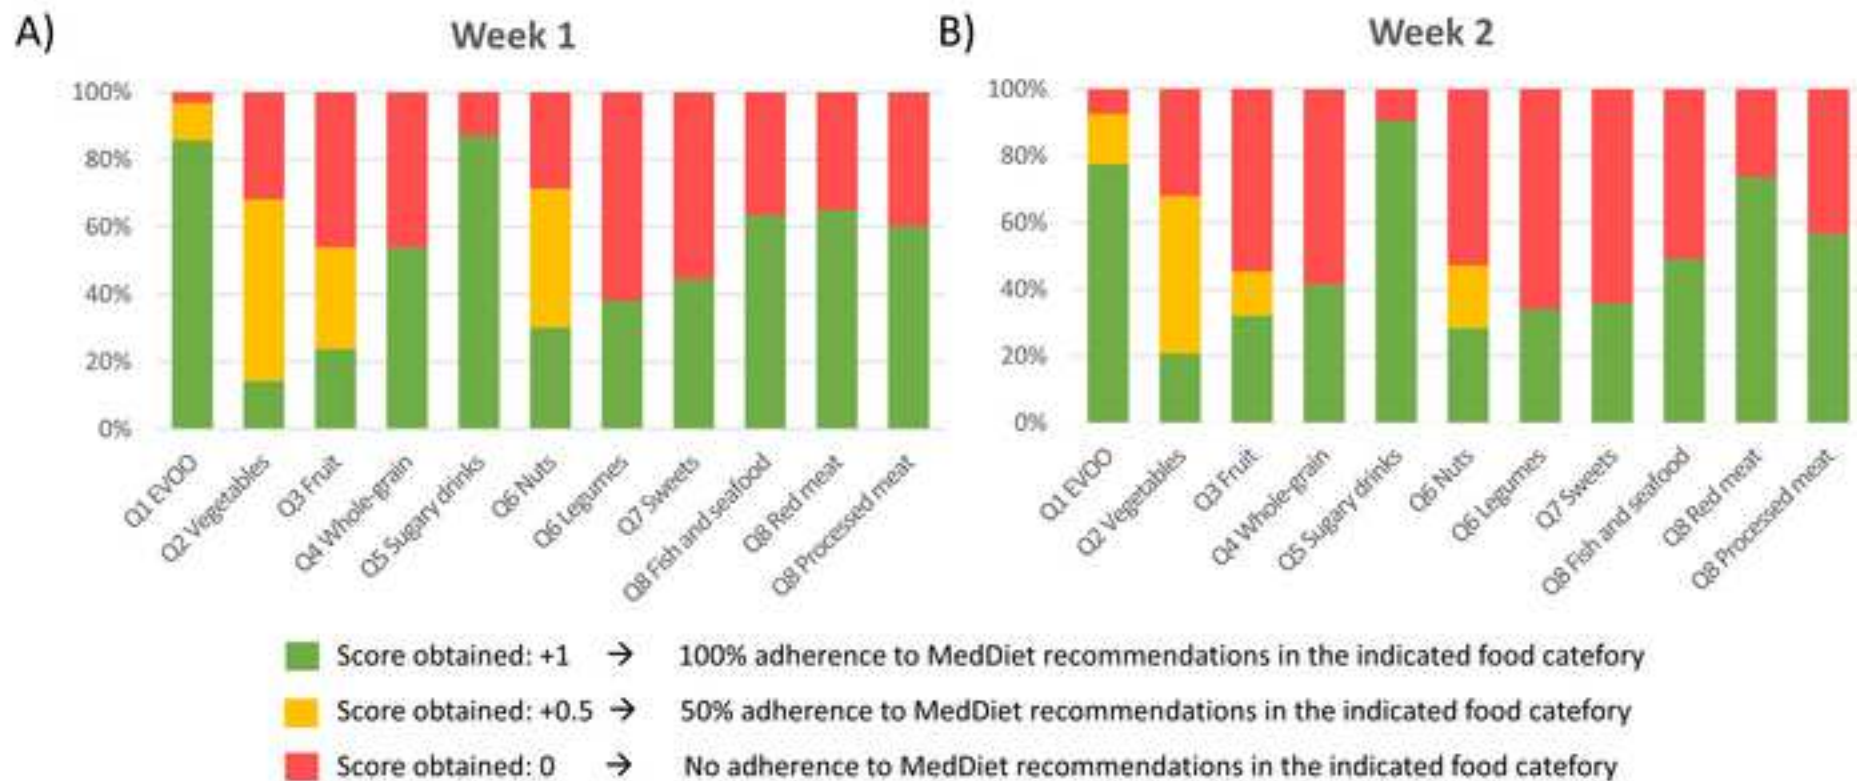 A)
Week 1
100%
80%
60%
40%
20%
0%
Q1 EVOO
Q2 Vegetables
Q3 Fruit
Q4 Whole-grain
Q5 Sugary drinks
Q6 Nuts
Q6 Legumes
Q7 Sweets
Q8 Fish and seafood
Q8 Red meat
Q8 Processed meat
B)
Week 2
100%
80%
60%
40%
20%
0%
Q1 EVOO
Q2 Vegetables
Q3 Fruit
Q4 Whole-grain
Q5 Sugary drinks
Q6 Nuts
Q6 Legumes
Q7 Sweets
Q8 Fish and seafood
Q8 Red meat
Q8 Processed meat
Score obtained: +1 → 100% adherence to MedDiet recommendations in the indicated food catefory
Score obtained: +0.5 → 50% adherence to MedDiet recommendations in the indicated food catefory
Score obtained: 0 → No adherence to MedDiet recommendations in the indicated food catefory